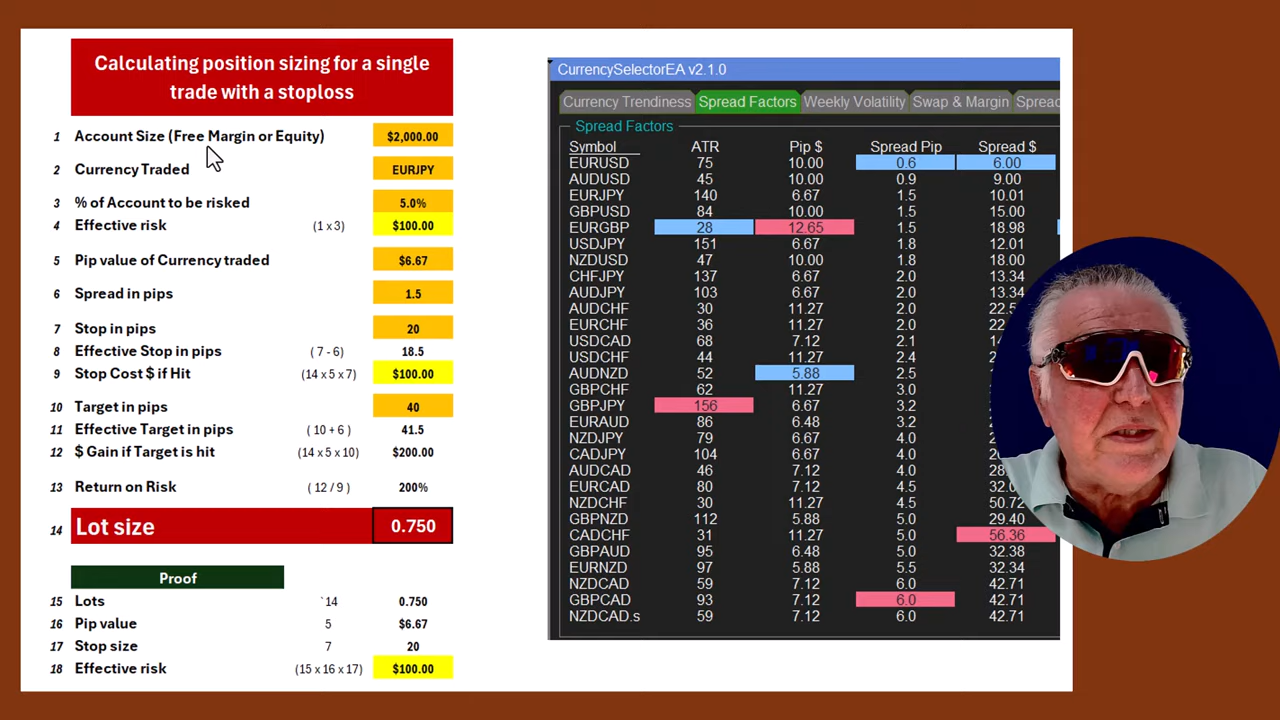 Calculating position sizing for a single
trade with a stoploss
1 Account Size (Free Margin or Equity) $2,000.00
2 Currency Traded EURJPY
3 % of Account to be risked 5.0%
4 Effective risk (1 x 3) $100.00
5 Pip value of Currency traded $6.67
6 Spread in pips 1.5
7 Stop in pips 20
8 Effective Stop in pips ( 7 - 6) 18.5
9 Stop Cost $ if Hit (14 x 5 x 7) $100.00
10 Target in pips 40
11 Effective Target in pips ( 10 + 6 ) 41.5
12 $ Gain if Target is hit (14 x 5 x 10) $200.00
13 Return on Risk ( 12 / 9 ) 200%
14 Lot size 0.750
Proof
15 Lots `14 0.750
16 Pip value 5 $6.67
17 Stop size 7 20
18 Effective risk (15 x 16 x 17) $100.00
CurrencySelectorEA v2.1.0
Currency Trendiness Spread Factors Weekly Volatility Swap & Margin Spread
Spread Factors
Symbol ATR Pip $ Spread Pip Spread $
EURUSD 75 10.00 0.6 6.00
AUDUSD 45 10.00 0.9 9.00
EURJPY 140 6.67 1.5 10.01
GBPUSD 84 10.00 1.5 15.00
EURGBP 28 12.65 1.5 18.98
USDJPY 151 6.67 1.8 12.01
NZDUSD 47 10.00 1.8 18.00
CHFJPY 137 6.67 2.0 13.34
AUDJPY 103 6.67 2.0 13.34
AUDCHF 30 11.27 2.0 22.5
EURCHF 36 11.27 2.0 22.
USDCAD 68 7.12 2.1 1
USDCHF 44 11.27 2.4
AUDNZD 52 5.88 2.5
GBPCHF 62 11.27 3.0
GBPJPY 156 6.67 3.2
EURAUD 86 6.48 3.2
NZDJPY 79 6.67 4.0
CADJPY 104 6.67 4.0
AUDCAD 46 7.12 4.0 28.
EURCAD 80 7.12 4.5 32.0
NZDCHF 30 11.27 4.5 50.72
GBPNZD 112 5.88 5.0 29.40
CADCHF 31 11.27 5.0 56.36
GBPAUD 95 6.48 5.0 32.38
EURNZD 97 5.88 5.5 32.34
NZDCAD 59 7.12 6.0 42.71
GBPCAD 93 7.12 6.0 42.71
NZDCAD.s 59 7.12 6.0 42.71